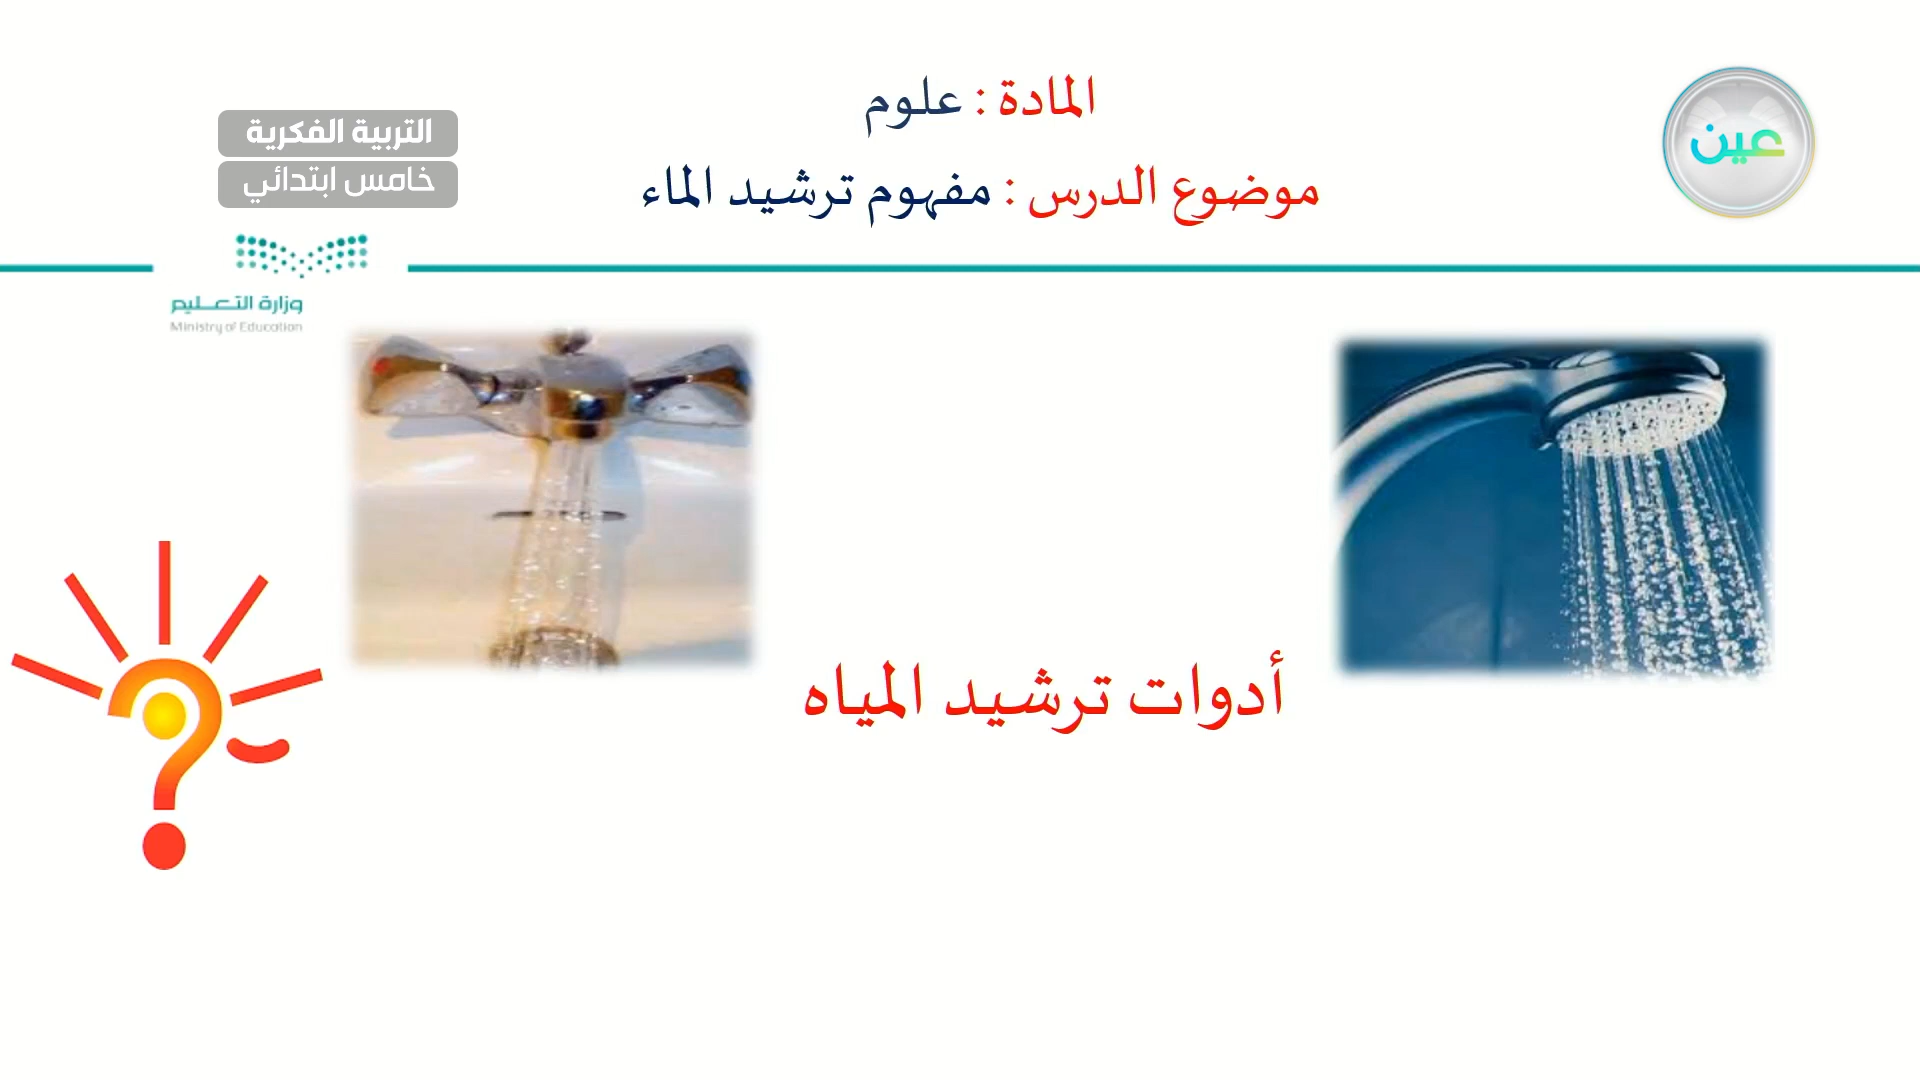 المادة : علوم
موضوع الدرس : مفهوم ترشيد الماء
عين
التربية الفكرية
خامس ابتدائي
وزارة التعليم
Ministry of Education
أدوات ترشيد المياه